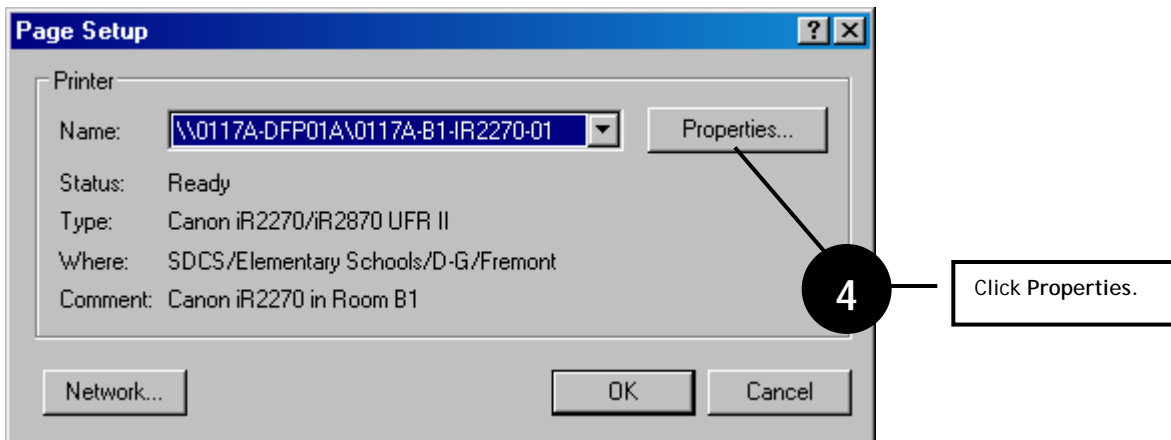 Page Setup
Printer
Name: \\0117A-DFP01A\0117A-B1-IR2270-01 Properties...
Status: Ready
Type: Canon iR2270/iR2870 UFR II
Where: SDCS/Elementary Schools/D-G/Fremont
Comment: Canon iR2270 in Room B1
4 Click Properties.
Network... OK Cancel